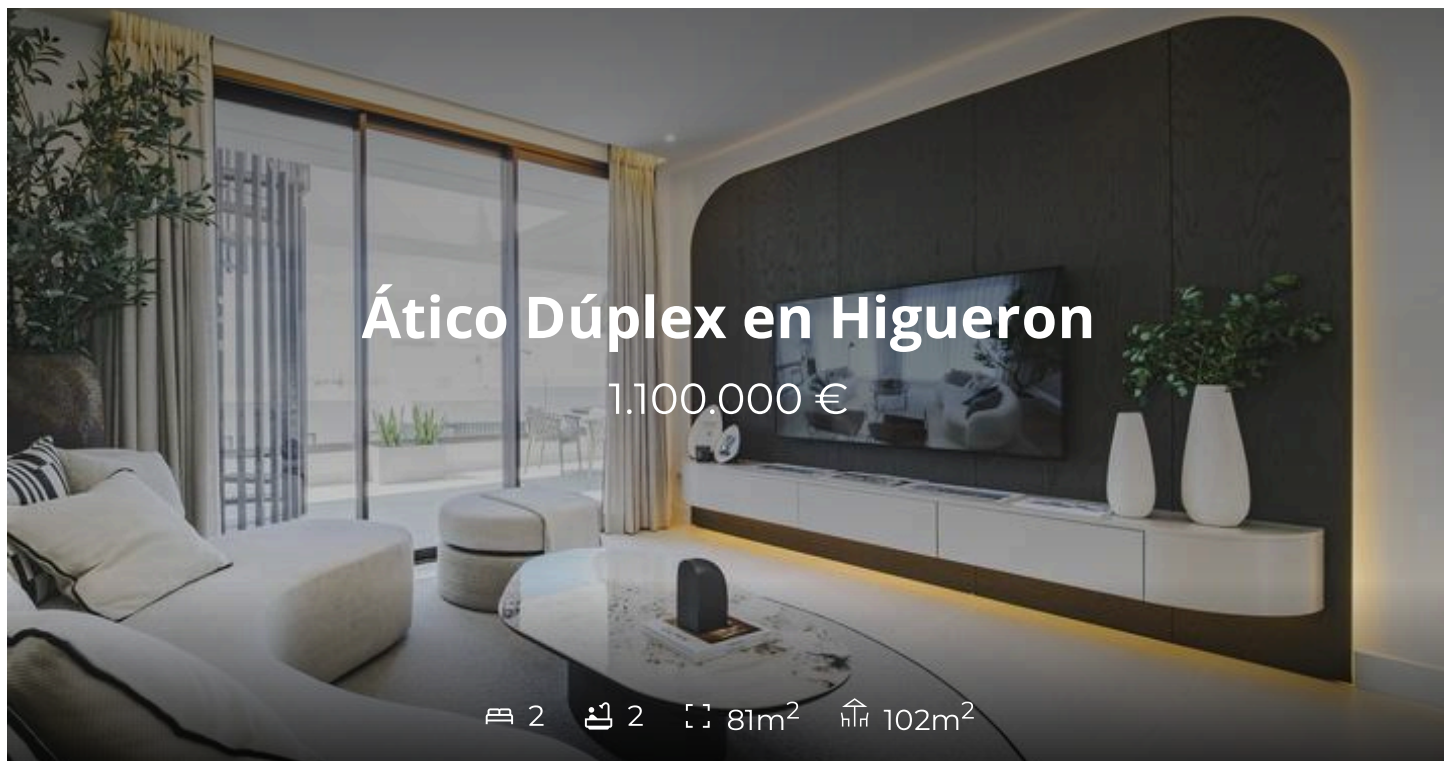 Ático Dúplex en Higueron
1.100.000 €
2 2 81m² 102m²